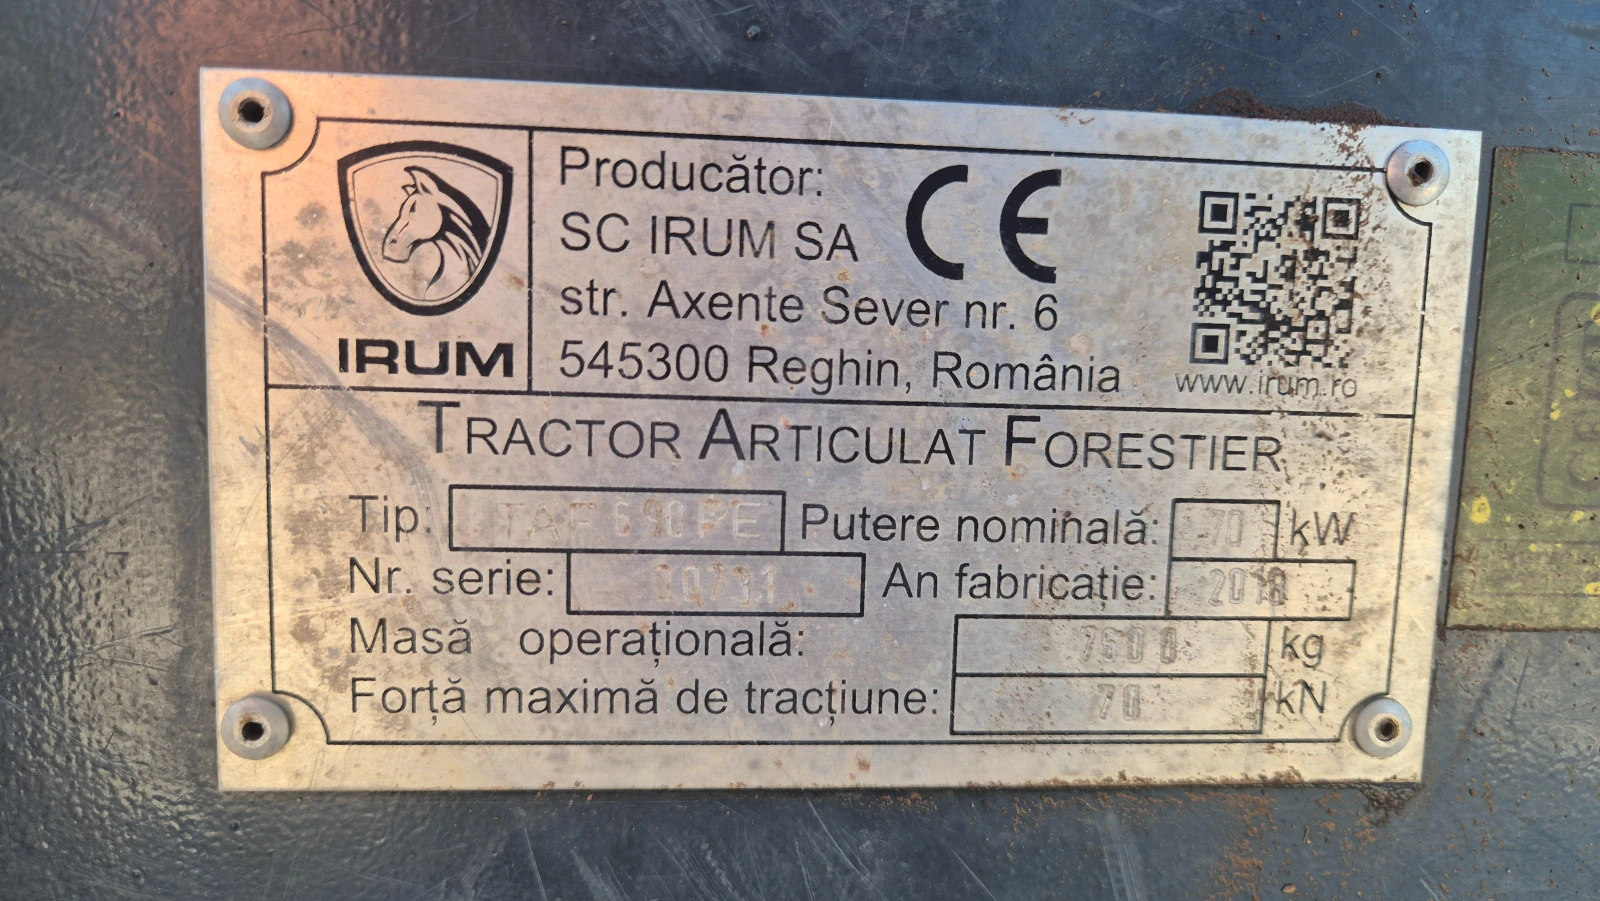 IRUM
Producător:
SC IRUM SA
str. Axente Sever nr. 6
545300 Reghin, România
CE
www.irum.ro
TRACTOR ARTICULAT FORESTIER
Tip: TAF 690PE Putere nominală: 70 kW
Nr. serie: 00731 An fabricație: 2018
Masă operațională: 7600 kg
Forță maximă de tracțiune: 70 kN